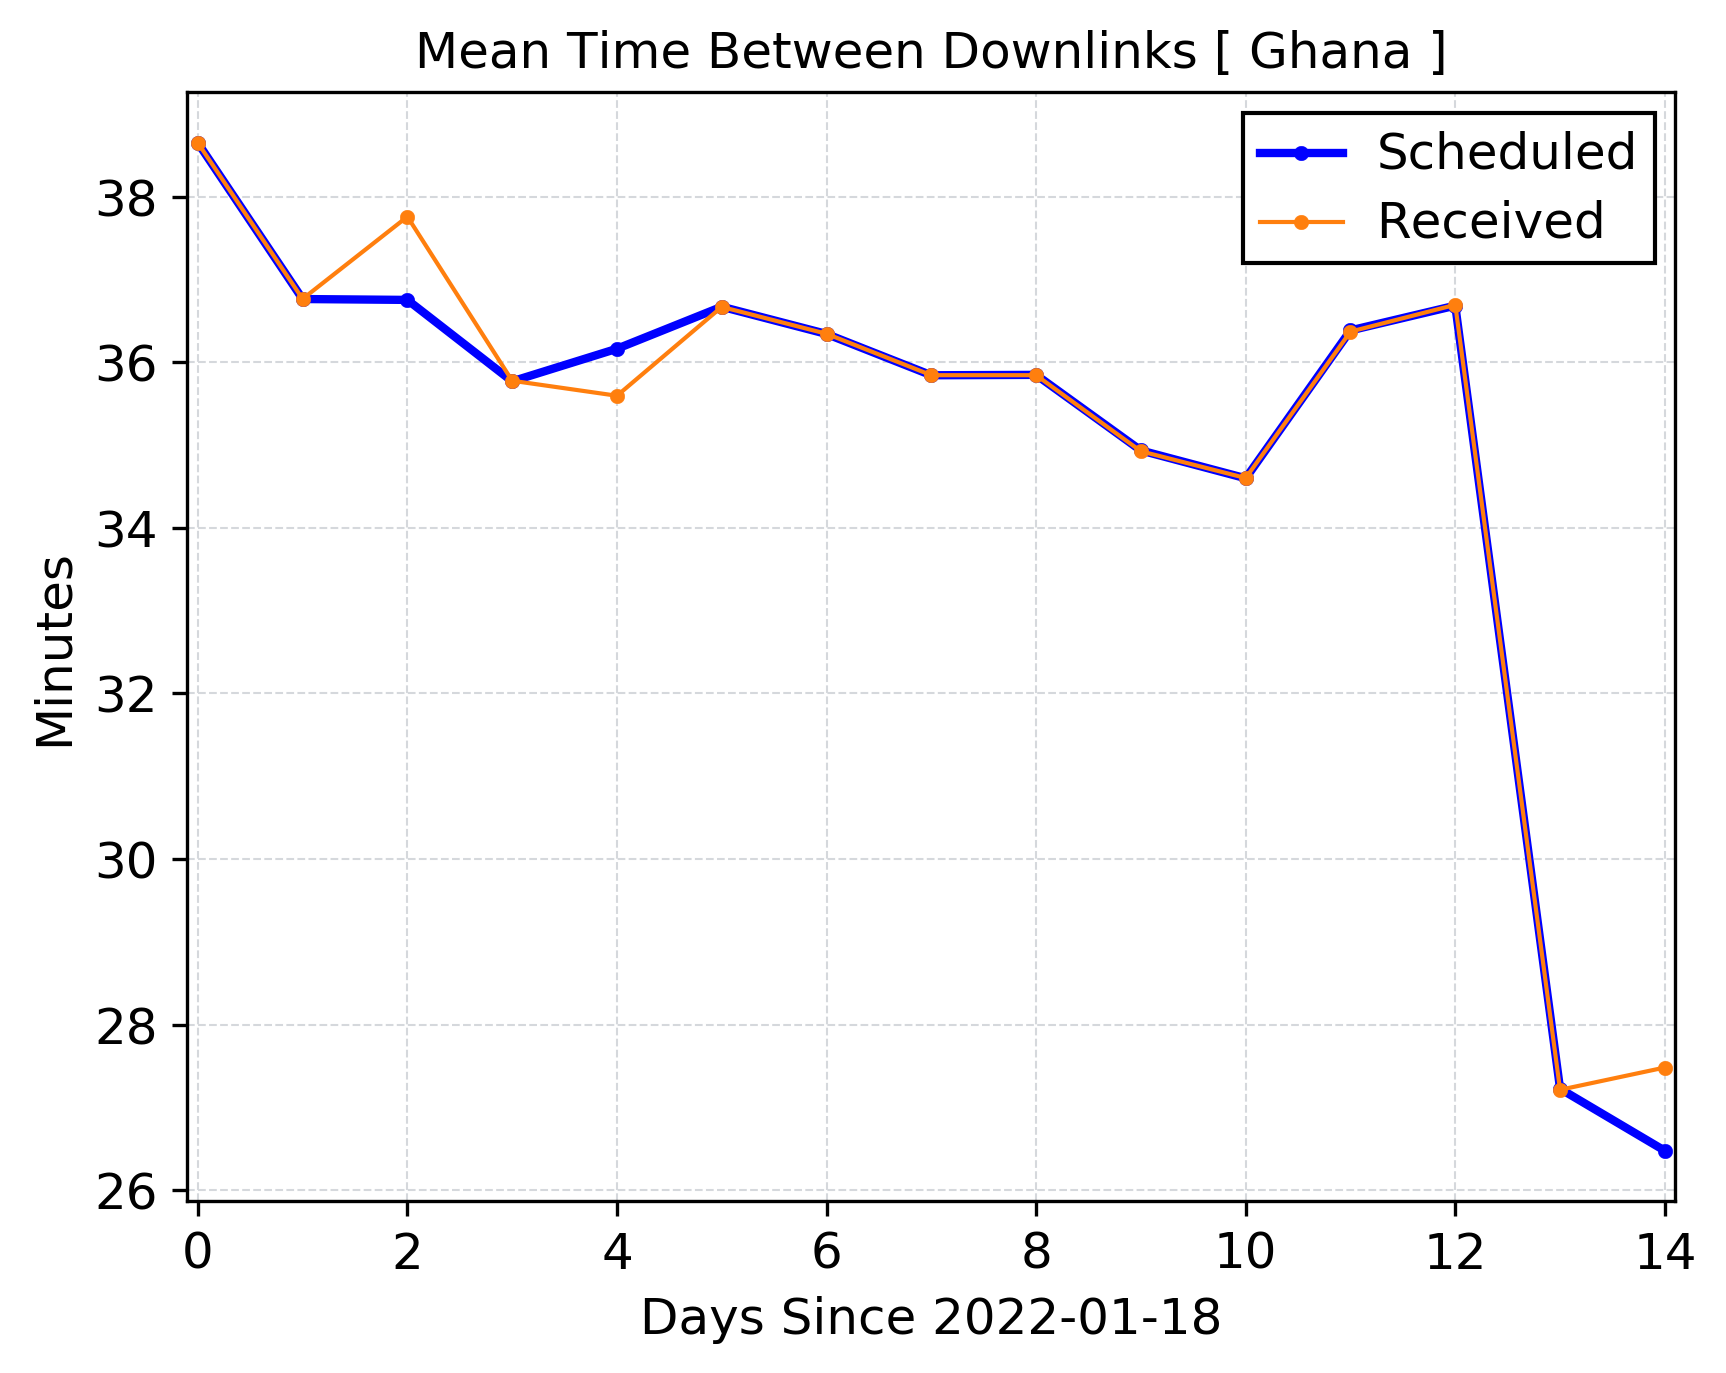 Mean Time Between Downlinks [ Ghana ]
Scheduled
Received
38
36
34
32
30
28
26
Minutes
0 2 4 6 8 10 12 14
Days Since 2022-01-18